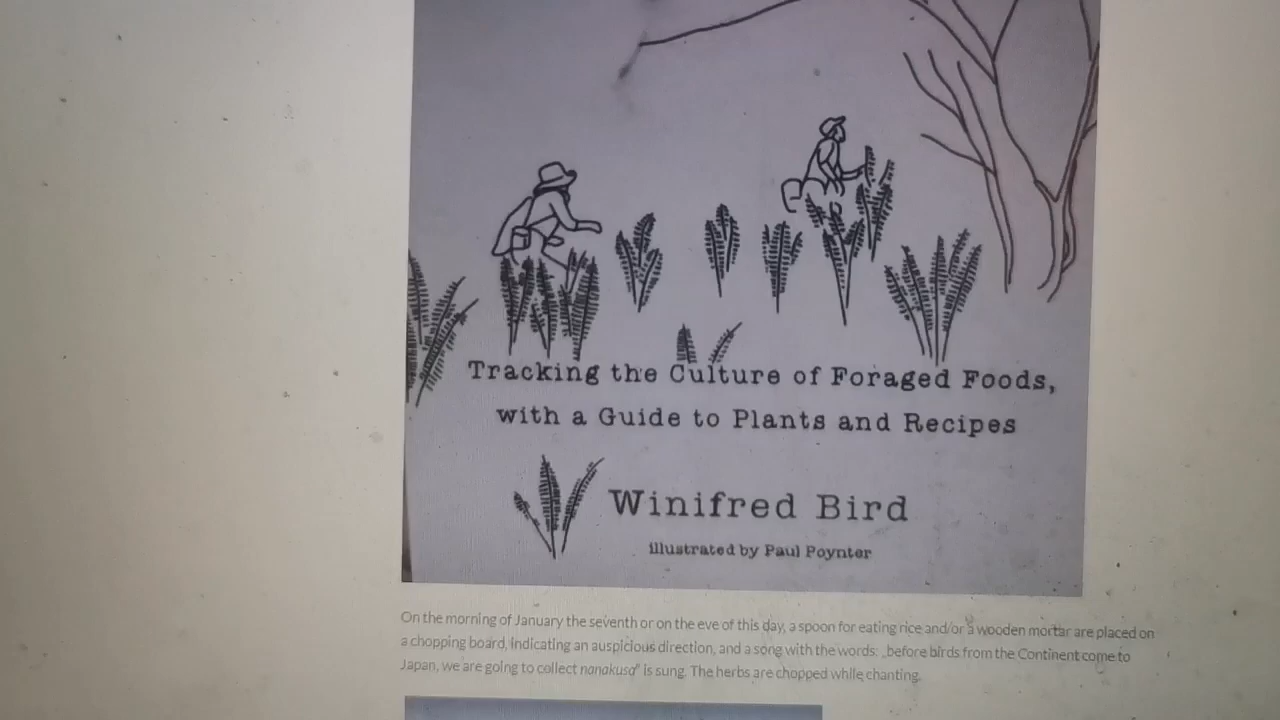 Tracking the Culture of Foraged Foods,
with a Guide to Plants and Recipes
Winifred Bird
illustrated by Paul Poynter
On the morning of January the seventh or on the eve of this day, a spoon for eating rice and/or a wooden mortar are placed on
a chopping board, indicating an auspicious direction, and a song with the words: „before birds from the Continent come to
Japan, we are going to collect nanakusa” is sung. The herbs are chopped while chanting.